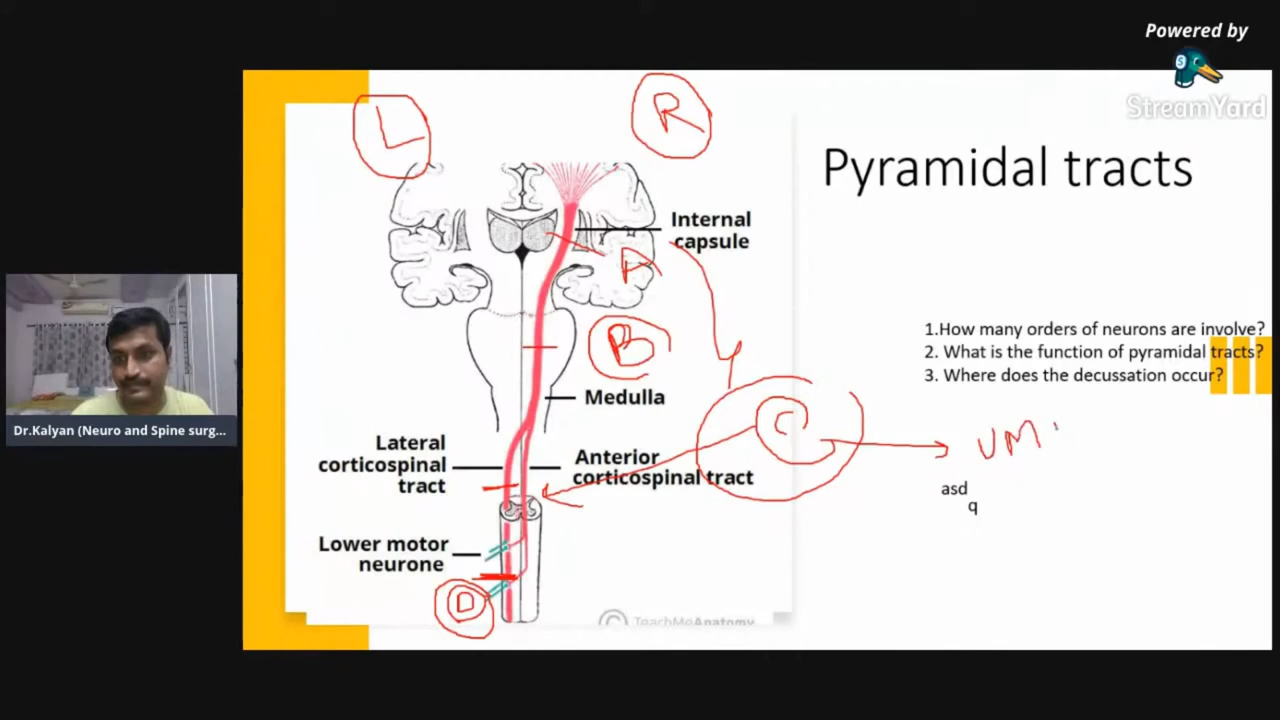 Powered by
StreamYard
L
R
Pyramidal tracts
Internal
capsule
A
B
Medulla
1.How many orders of neurons are involve?
2. What is the function of pyramidal tracts?
3. Where does the decussation occur?
Dr.Kalyan (Neuro and Spine surg...
C
UM
Lateral
corticospinal
tract
Anterior
corticospinal tract
asd
q
Lower motor
neurone
D
© TeachMeAnatomy